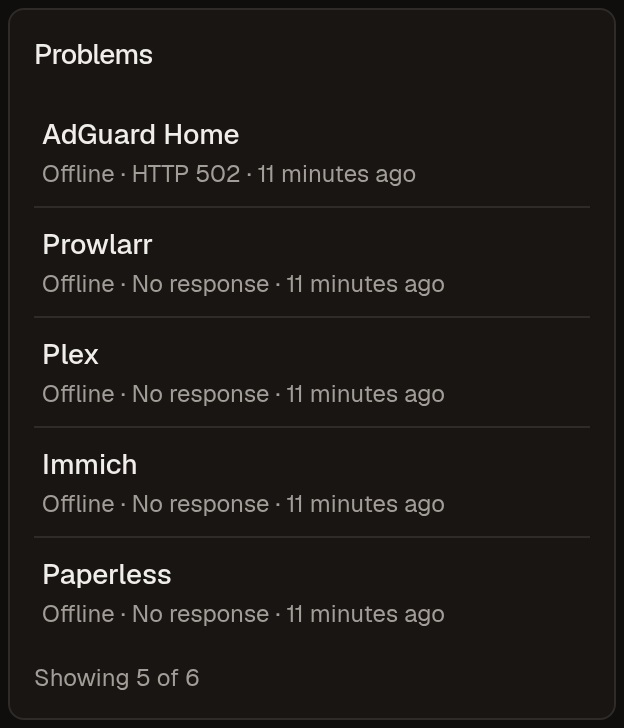 Problems
AdGuard Home
Offline · HTTP 502 · 11 minutes ago
Prowlarr
Offline · No response · 11 minutes ago
Plex
Offline · No response · 11 minutes ago
Immich
Offline · No response · 11 minutes ago
Paperless
Offline · No response · 11 minutes ago
Showing 5 of 6